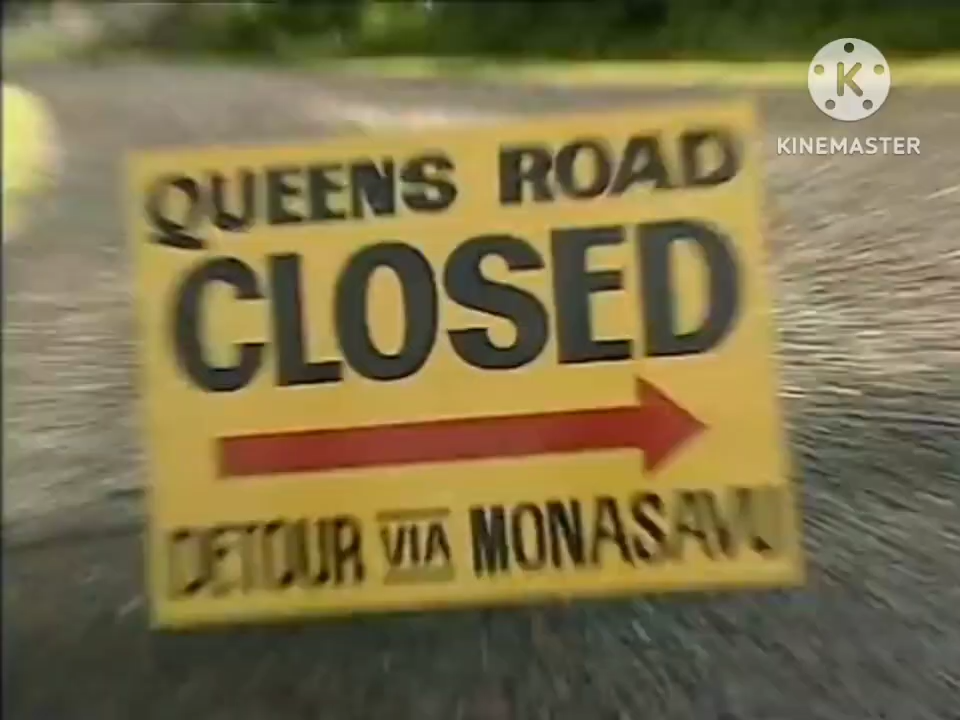 K
KINEMASTER
QUEENS ROAD
CLOSED
DETOUR VIA MONASAVU